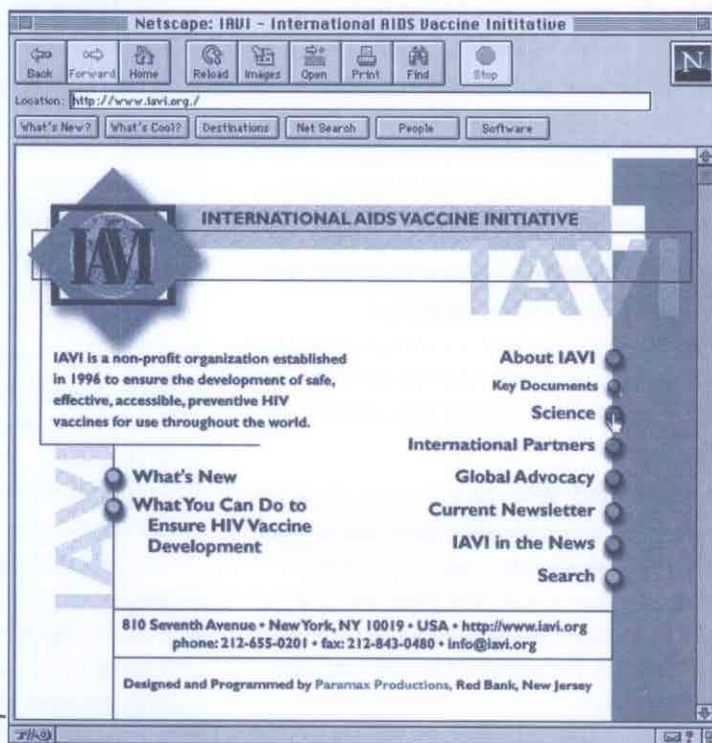 Netscape: IAVI - International AIDS Vaccine Inititative
Back Forward Home Reload Images Open Print Find Stop
N
Location: http://www.iavi.org./
What's New? What's Cool? Destinations Net Search People Software
INTERNATIONAL AIDS VACCINE INITIATIVE
IAVI
IAVI
IAVI is a non-profit organization established
in 1996 to ensure the development of safe,
effective, accessible, preventive HIV
vaccines for use throughout the world.
About IAVI
Key Documents
Science
International Partners
Global Advocacy
Current Newsletter
IAVI in the News
Search
IAVI
What's New
What You Can Do to
Ensure HIV Vaccine
Development
810 Seventh Avenue • New York, NY 10019 • USA • http://www.iavi.org
phone: 212-655-0201 • fax: 212-843-0480 • info@iavi.org
Designed and Programmed by Paramax Productions, Red Bank, New Jersey
?